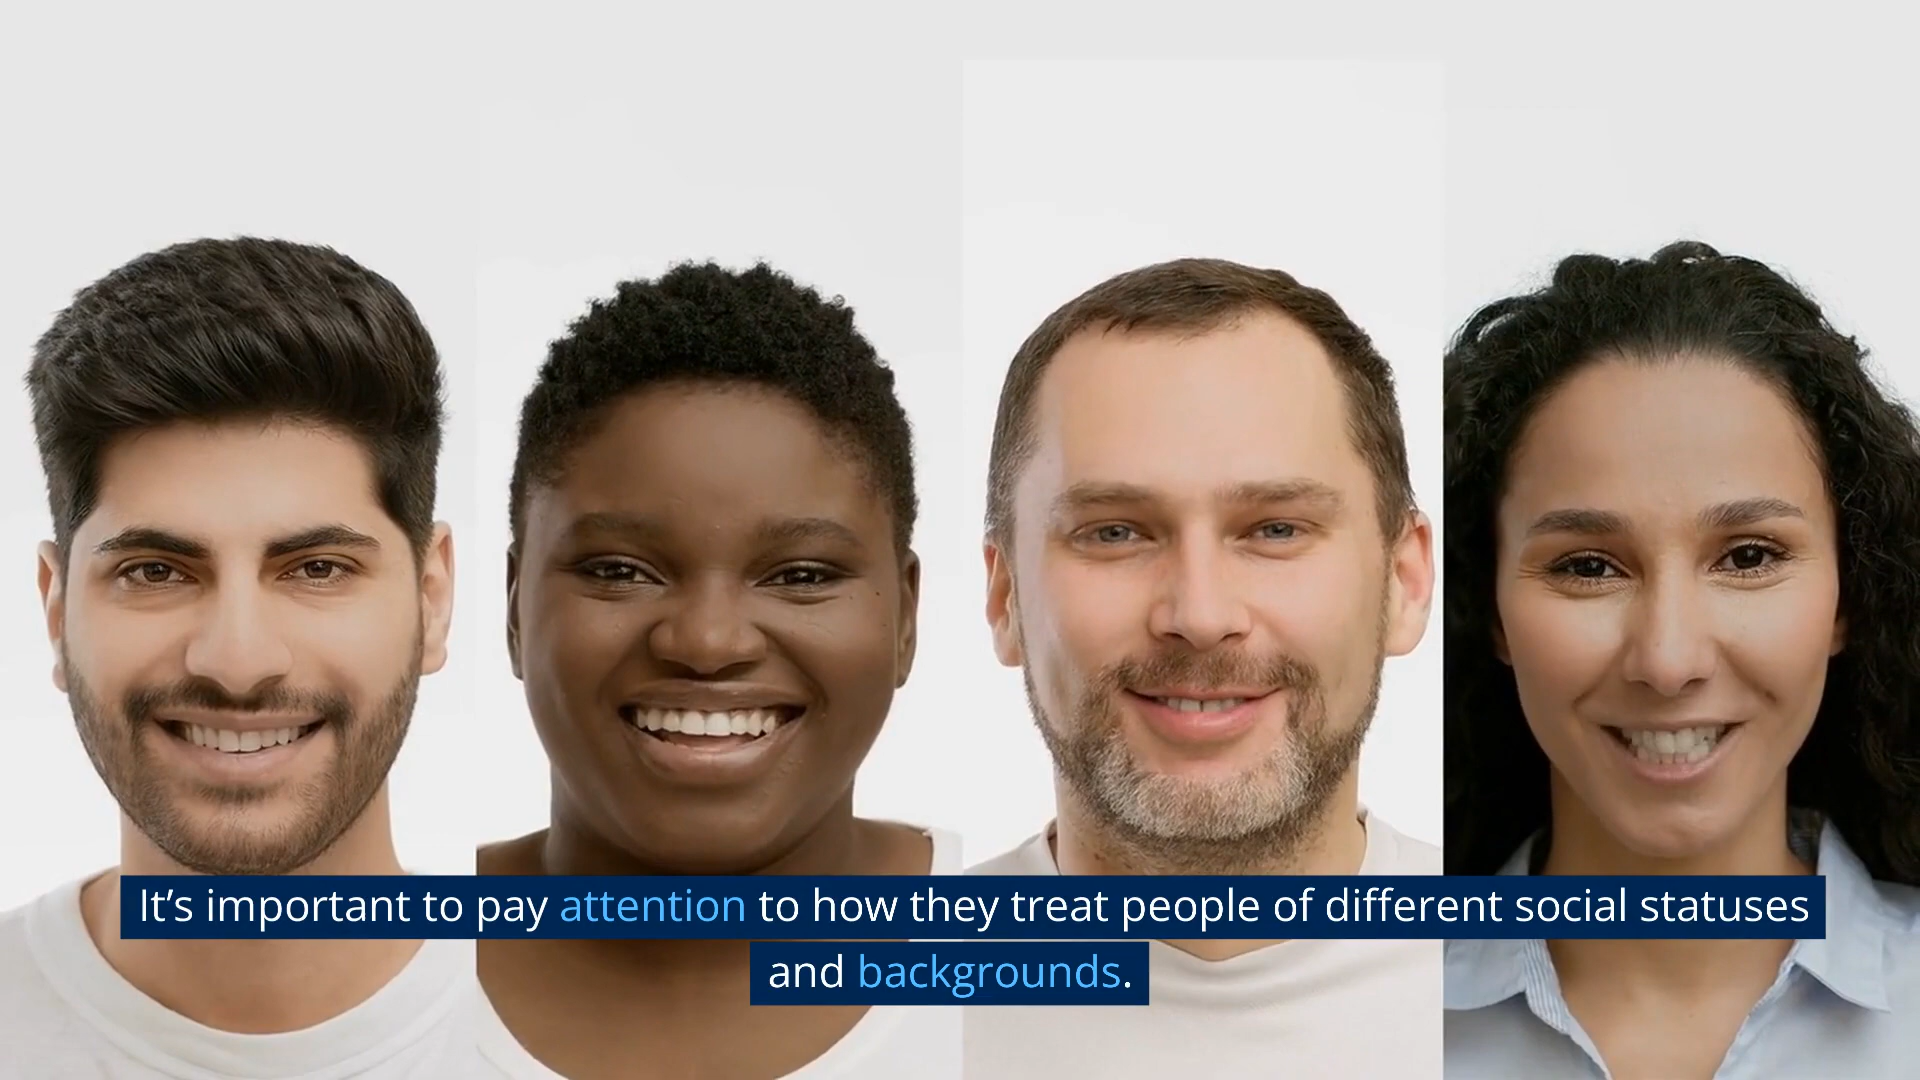 It’s important to pay attention to how they treat people of different social statuses
and backgrounds.